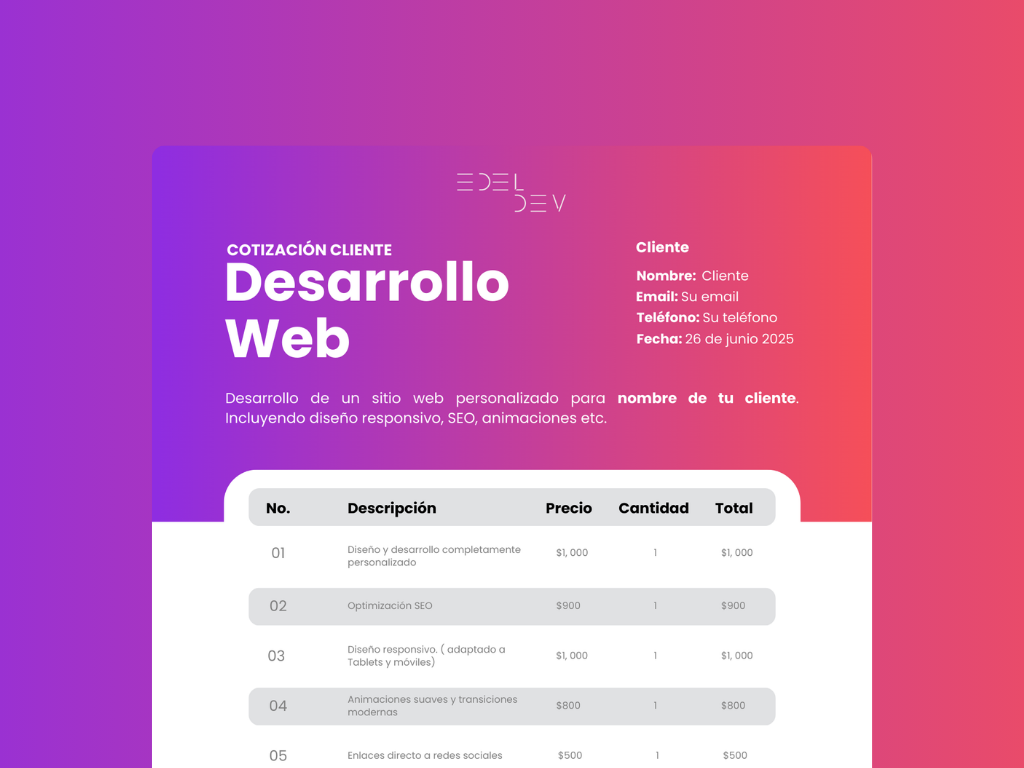 EDEL
DEV
COTIZACIÓN CLIENTE
Desarrollo
Web
Cliente
Nombre: Cliente
Email: Su email
Teléfono: Su teléfono
Fecha: 26 de junio 2025
Desarrollo de un sitio web personalizado para nombre de tu cliente.
Incluyendo diseño responsivo, SEO, animaciones etc.
No. Descripción Precio Cantidad Total
01 Diseño y desarrollo completamente $1, 000 1 $1, 000
personalizado
02 Optimización SEO $900 1 $900
03 Diseño responsivo. ( adaptado a $1, 000 1 $1, 000
Tablets y móviles)
04 Animaciones suaves y transiciones $800 1 $800
modernas
05 Enlaces directo a redes sociales $500 1 $500